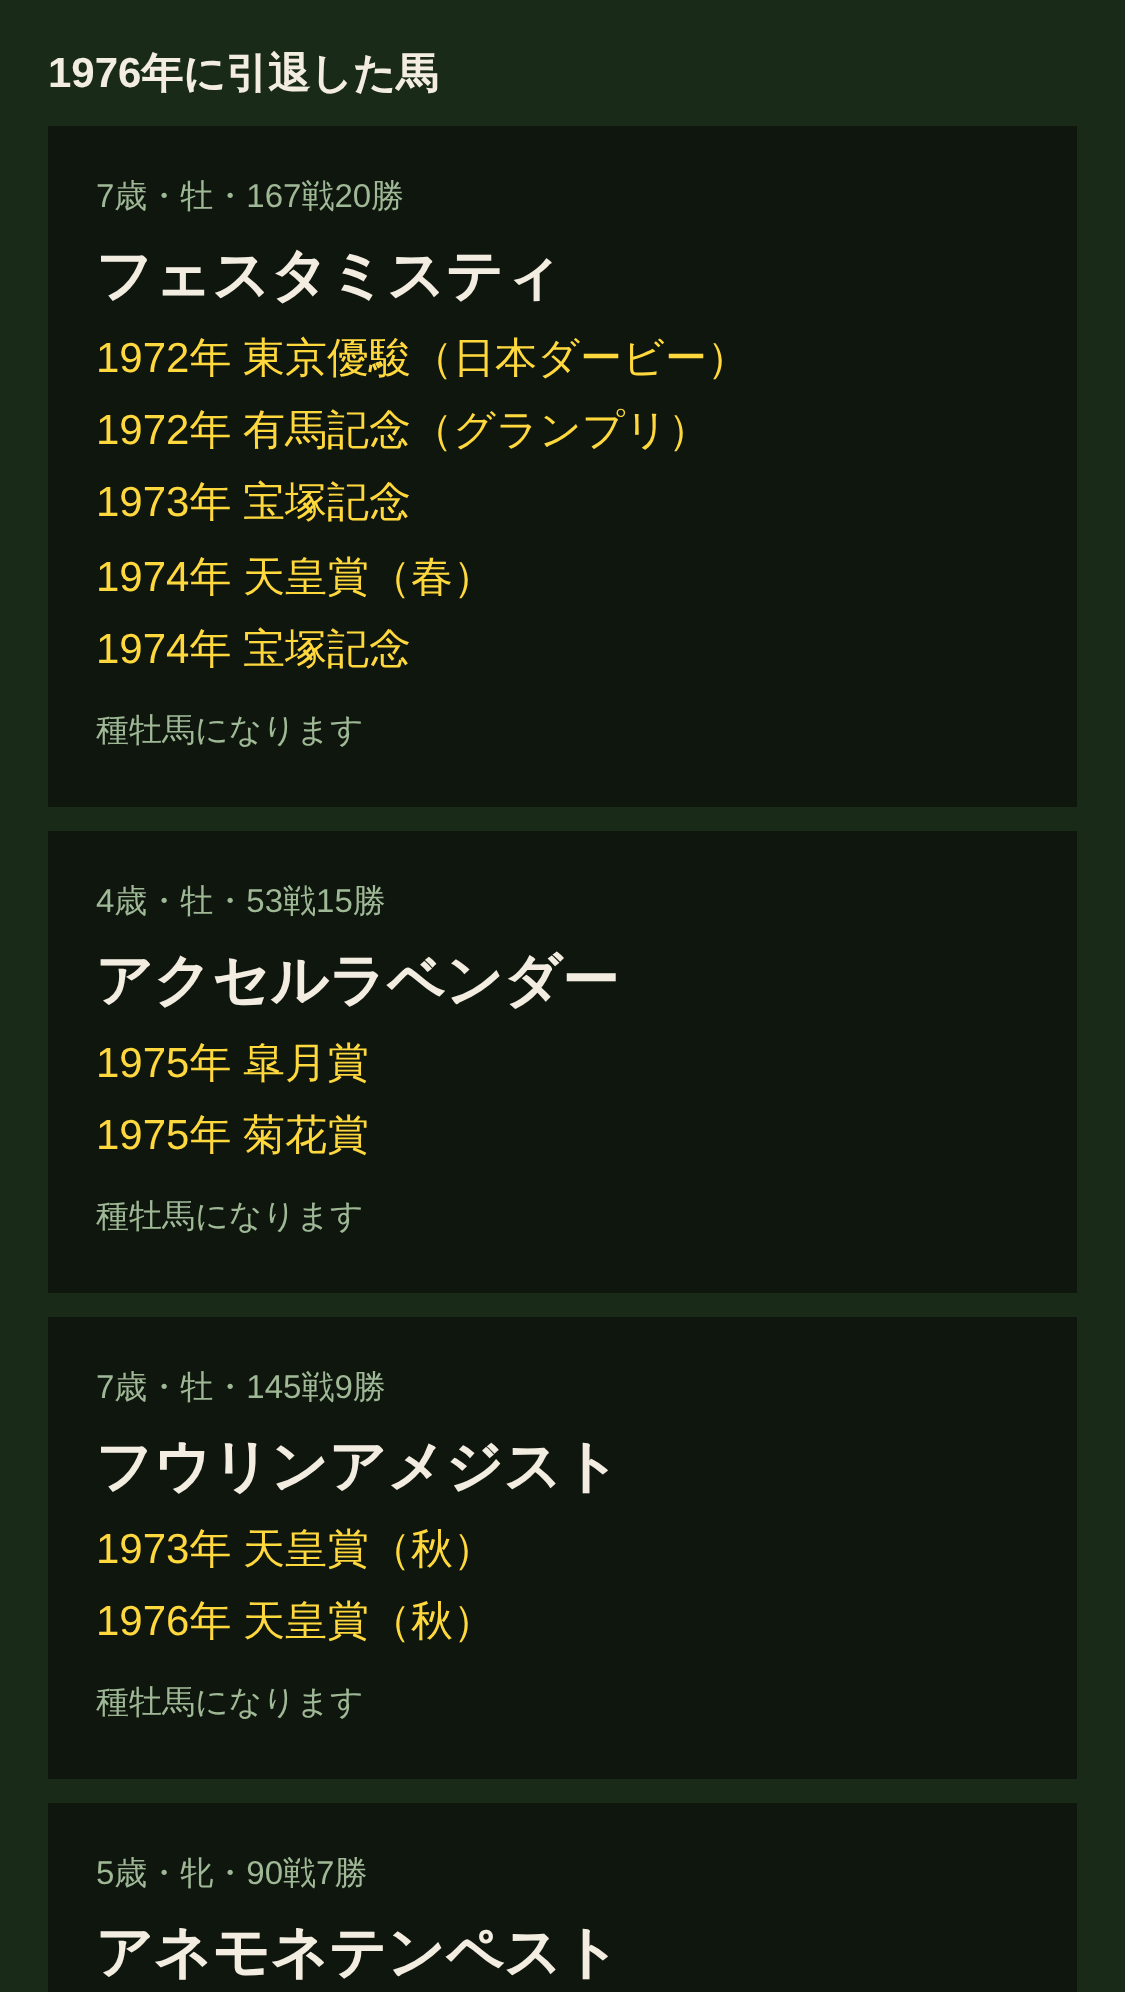 1976年に引退した馬
7歳・牡・167戦20勝
フェスタミスティ
1972年 東京優駿（日本ダービー）
1972年 有馬記念（グランプリ）
1973年 宝塚記念
1974年 天皇賞（春）
1974年 宝塚記念
種牡馬になります
4歳・牡・53戦15勝
アクセルラベンダー
1975年 皐月賞
1975年 菊花賞
種牡馬になります
7歳・牡・145戦9勝
フウリンアメジスト
1973年 天皇賞（秋）
1976年 天皇賞（秋）
種牡馬になります
5歳・牝・90戦7勝
アネモネテンペスト